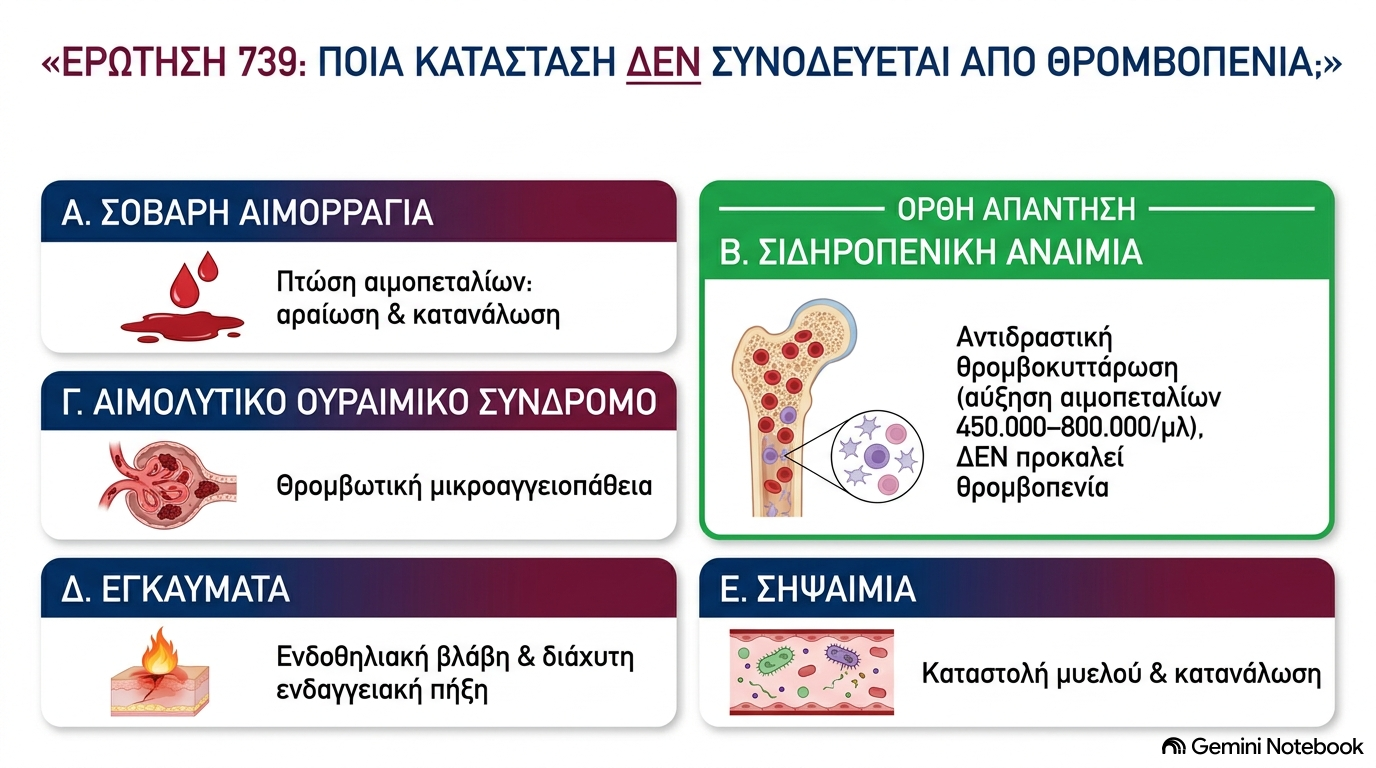 «ΕΡΩΤΗΣΗ 739: ΠΟΙΑ ΚΑΤΑΣΤΑΣΗ ΔΕΝ ΣΥΝΟΔΕΥΕΤΑΙ ΑΠΟ ΘΡΟΜΒΟΠΕΝΙΑ;»
Α. ΣΟΒΑΡΗ ΑΙΜΟΡΡΑΓΙΑ
Πτώση αιμοπεταλίων:
αραίωση & κατανάλωση
ΟΡΘΗ ΑΠΑΝΤΗΣΗ
Β. ΣΙΔΗΡΟΠΕΝΙΚΗ ΑΝΑΙΜΙΑ
Αντιδραστική
θρομβοκυττάρωση
(αύξηση αιμοπεταλίων
450.000–800.000/μλ),
ΔΕΝ προκαλεί
θρομβοπενία
Γ. ΑΙΜΟΛΥΤΙΚΟ ΟΥΡΑΙΜΙΚΟ ΣΥΝΔΡΟΜΟ
Θρομβωτική μικροαγγειοπάθεια
Δ. ΕΓΚΑΥΜΑΤΑ
Ενδοθηλιακή βλάβη & διάχυτη
ενδαγγειακή πήξη
Ε. ΣΗΨΑΙΜΙΑ
Καταστολή μυελού & κατανάλωση
Gemini Notebook